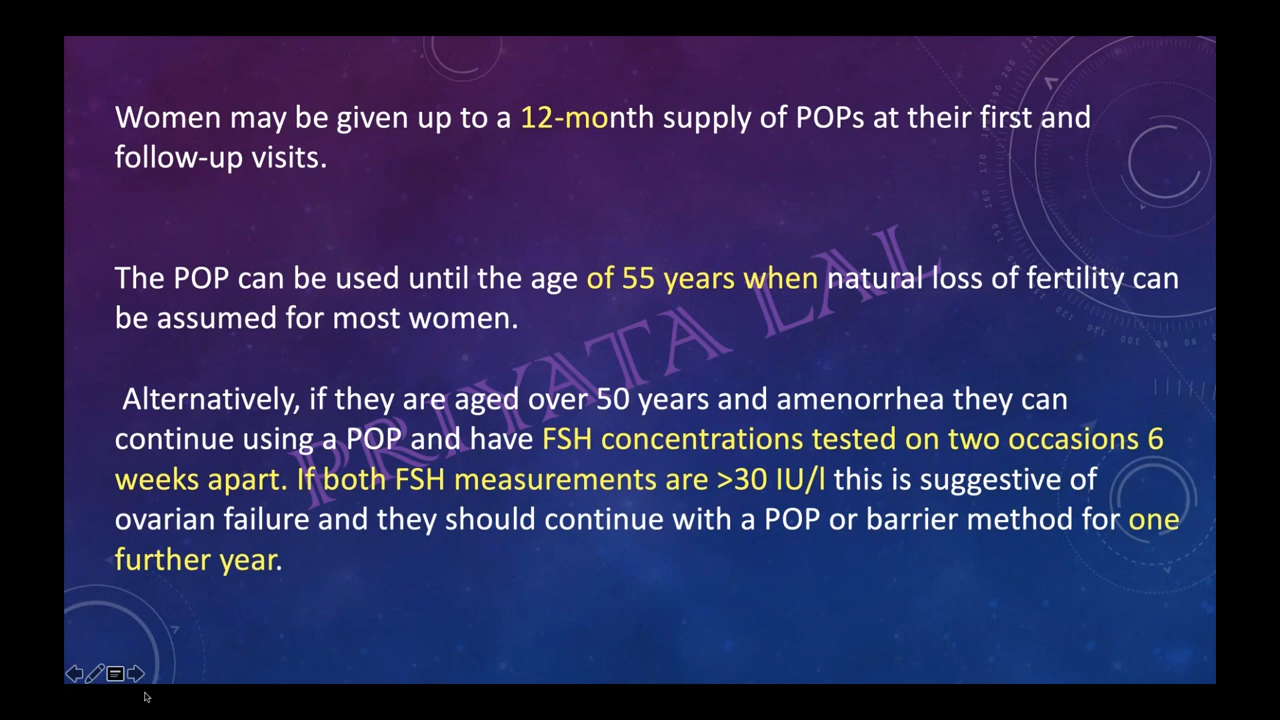 Women may be given up to a 12-month supply of POPs at their first and
follow-up visits.
The POP can be used until the age of 55 years when natural loss of fertility can
be assumed for most women.
Alternatively, if they are aged over 50 years and amenorrhea they can
continue using a POP and have FSH concentrations tested on two occasions 6
weeks apart. If both FSH measurements are >30 IU/l this is suggestive of
ovarian failure and they should continue with a POP or barrier method for one
further year.
PRIYATA LAL